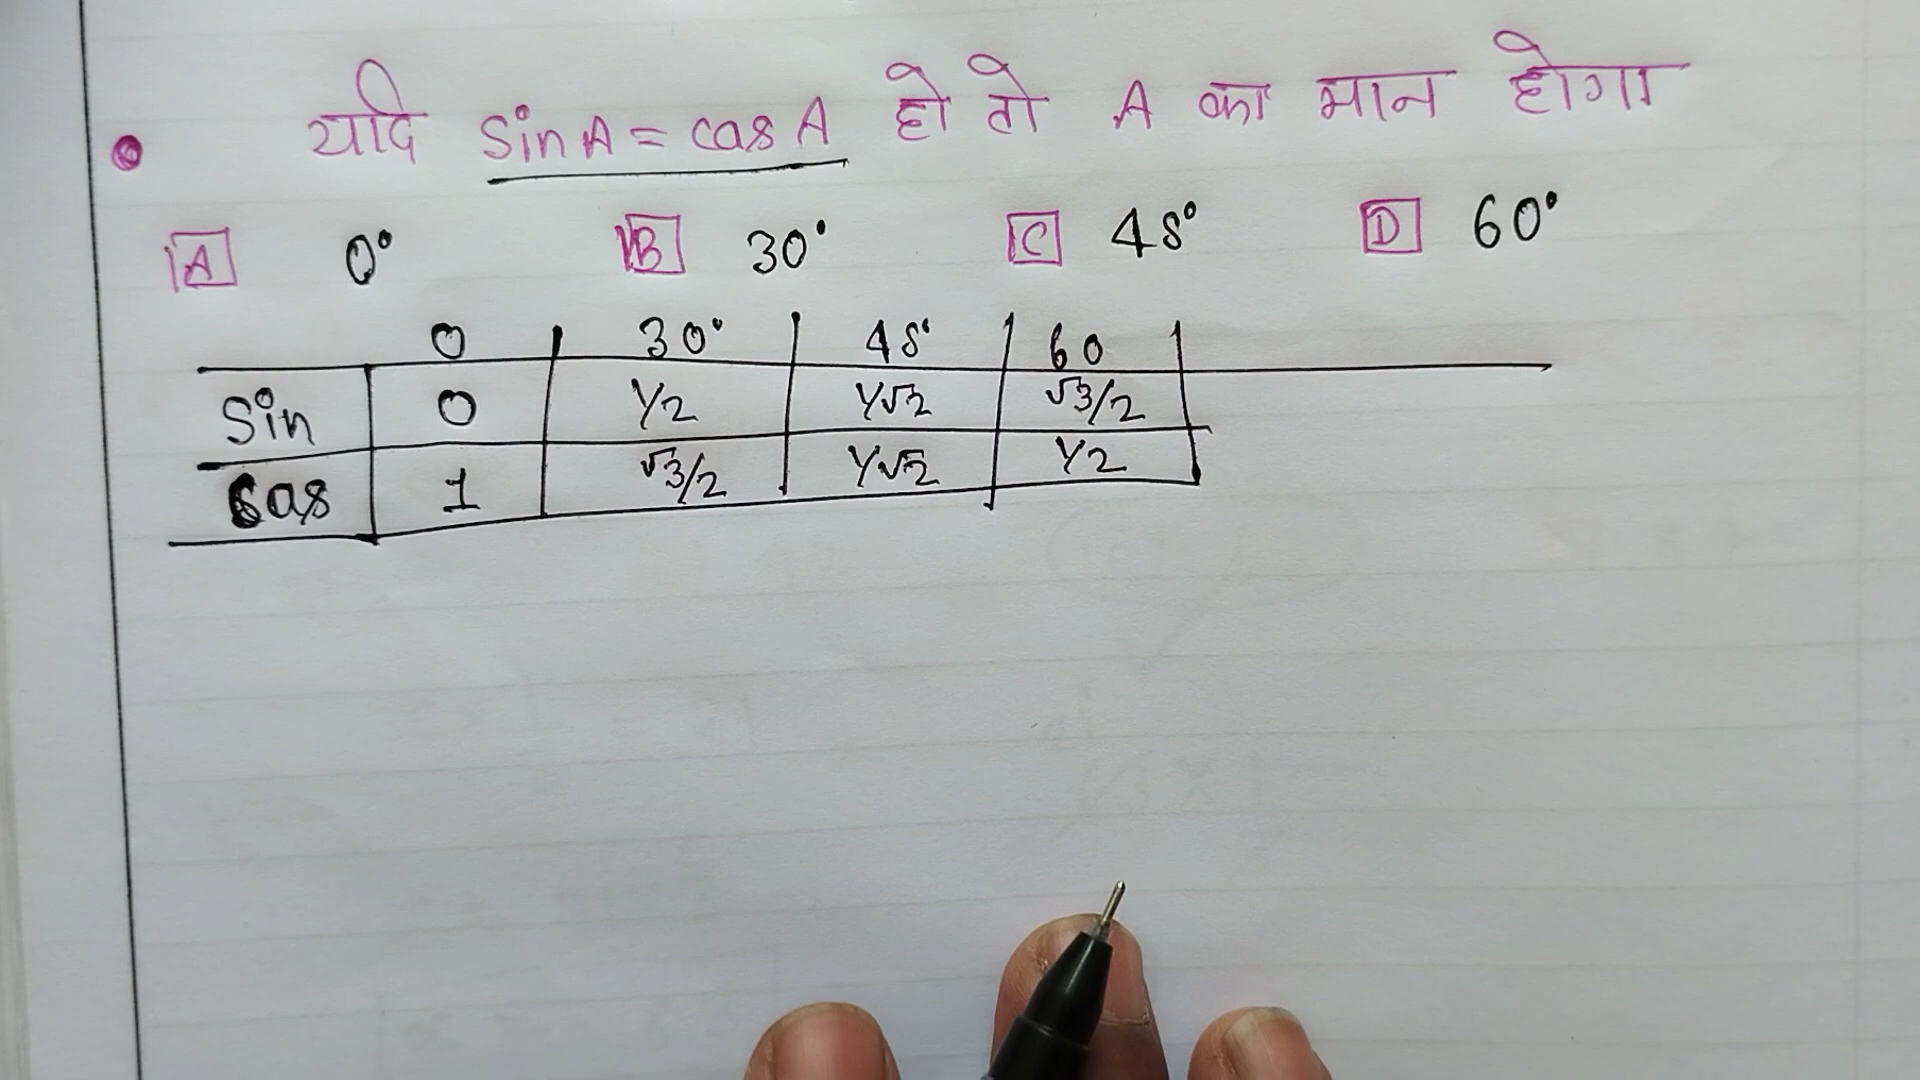 यदि sin A = cos A हो तो A का मान होगा
A 0° B 30° C 45° D 60°
0 30° 45° 60
Sin 0 1/2 1/√2 √3/2
Cos 1 √3/2 1/√2 1/2